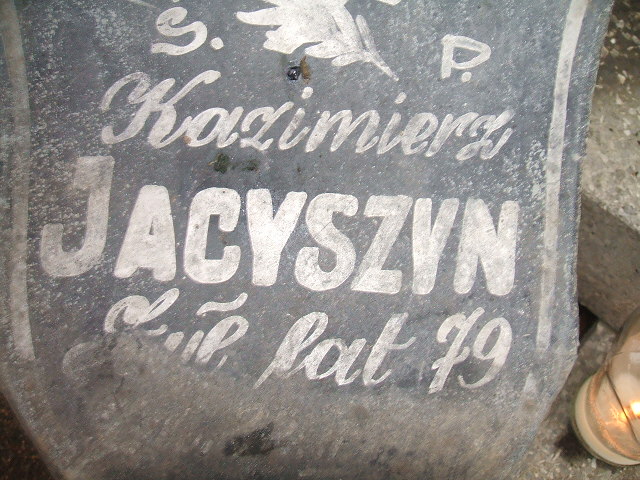 Ś. P.
Kazimierz
JACYSZYN
Żył lat 79